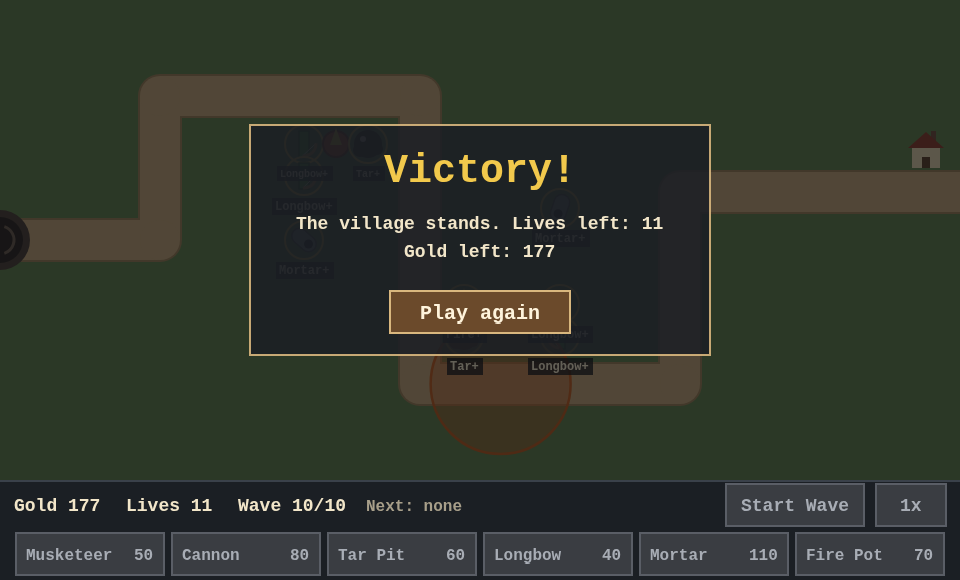 Victory!
Longbow+
Tar+
Longbow+
The village stands. Lives left: 11
Mortar+
Gold left: 177
Mortar+
Play again
Longbow+
Tar+
Longbow+
Gold 177 Lives 11 Wave 10/10 Next: none
Start Wave 1x
Musketeer 50 Cannon 80 Tar Pit 60 Longbow 40 Mortar 110 Fire Pot 70